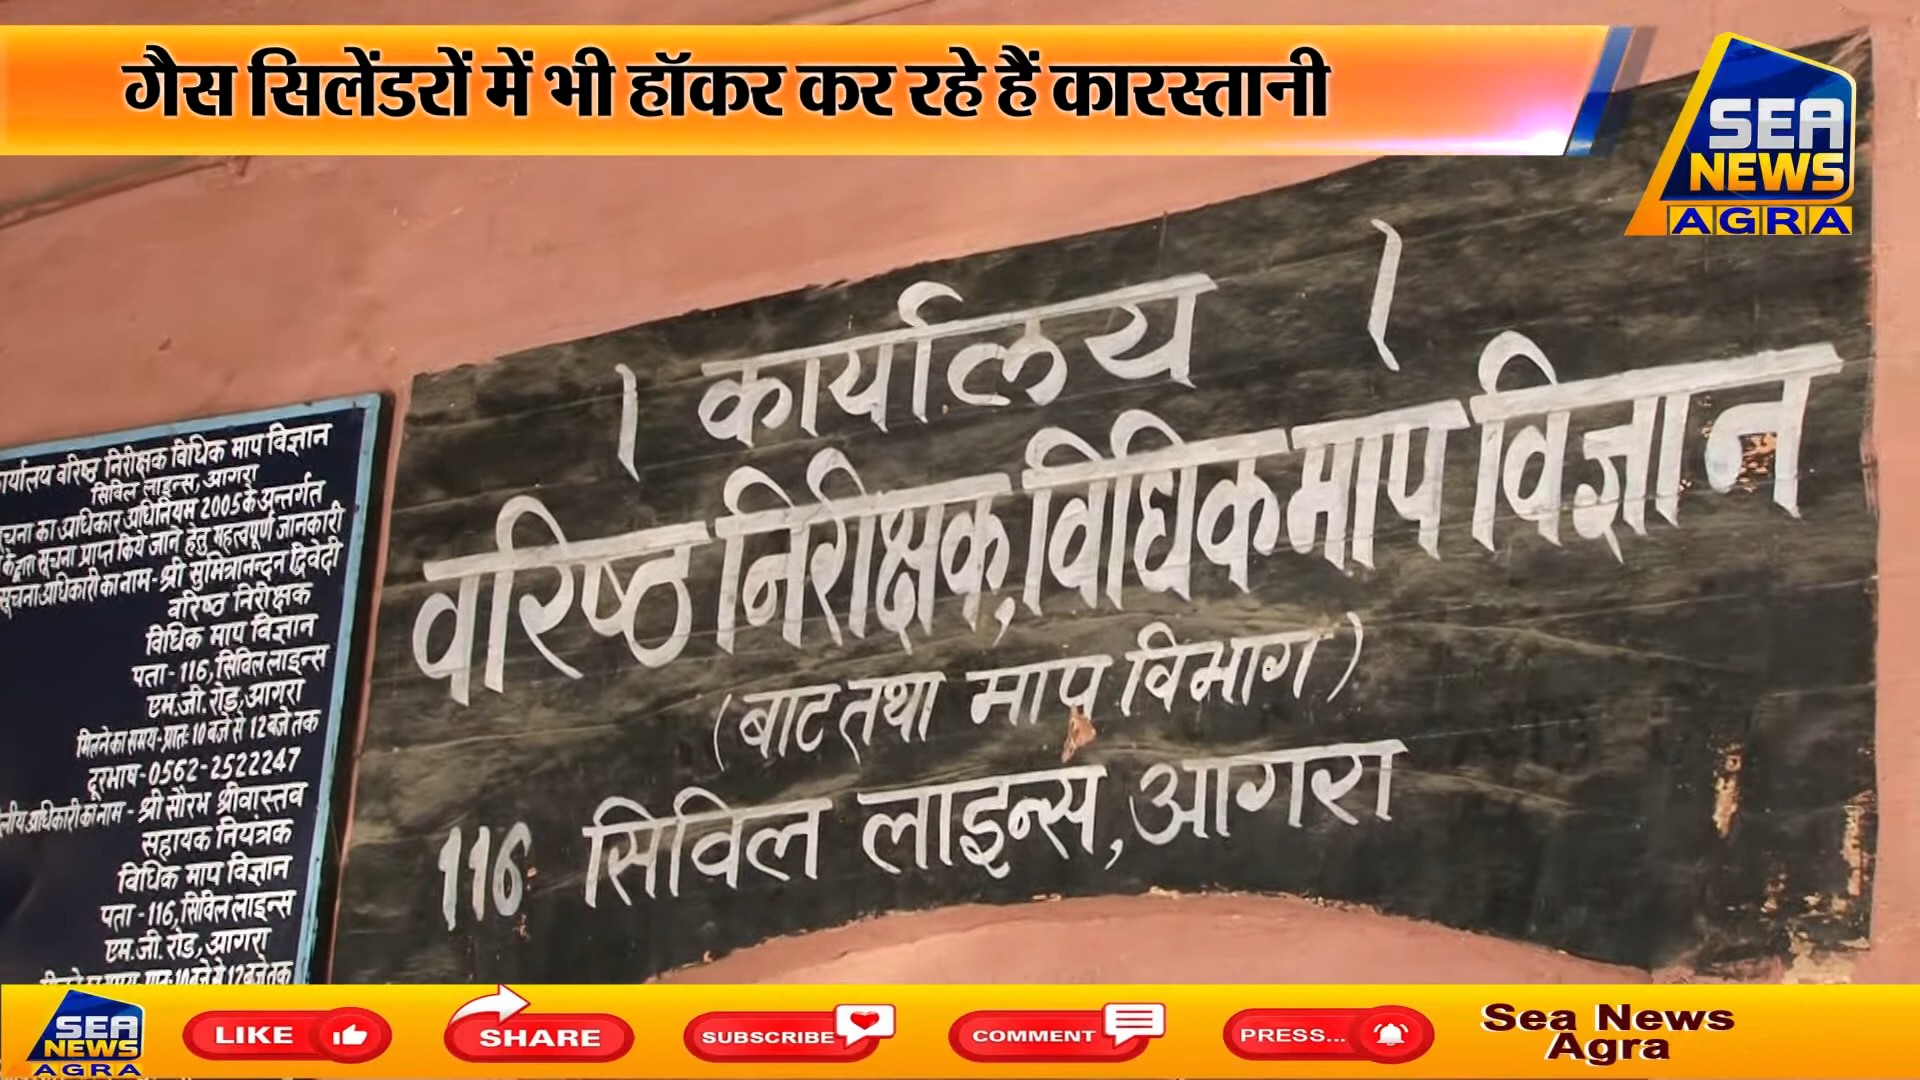 गैस सिलेंडरों में भी हॉकर कर रहे हैं कारस्तानी
SEA
NEWS
AGRA
। कार्यालय ।
वरिष्ठ निरीक्षक, विधिक माप विज्ञान
(बाट तथा माप विभाग)
116 सिविल लाइन्स, आगरा
वरिष्ठ निरीक्षक विधिक माप विज्ञान
सिविल लाइन्स, आगरा
का अधिकार अधिनियम 2005 के अन्तर्गत
सूचना प्राप्त किये जाने हेतु महत्वपूर्ण जानकारी
श्री सुमित्रानन्दन द्विवेदी
वरिष्ठ निरीक्षक
विधिक माप विज्ञान
पता - 116, सिविल लाइन्स
एम.जी. रोड, आगरा
मिलने का समय - प्रातः 10 बजे से 12 बजे तक
दूरभाष - 0562-2522247
अधिकारी का नाम - श्री सौरभ श्रीवास्तव
सहायक नियंत्रक
विधिक माप विज्ञान
पता - 116, सिविल लाइन्स
एम.जी. रोड, आगरा
SEA
NEWS
AGRA
LIKE
SHARE
SUBSCRIBE
COMMENT
PRESS...
Sea News
Agra